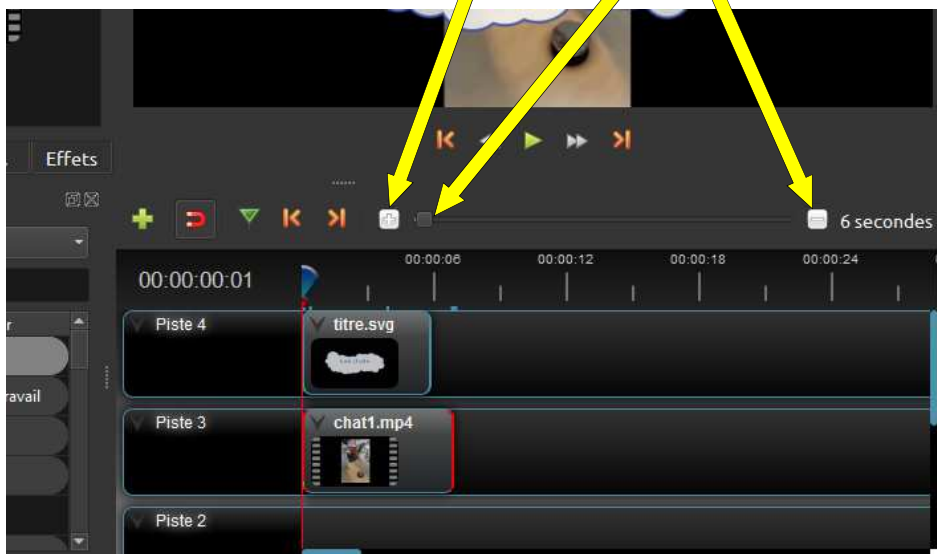 Effets
6 secondes
00:00:00:01
00:00:06 00:00:12 00:00:18 00:00:24
Piste 4
titre.svg
r
avail
Piste 3
chat1.mp4
Piste 2